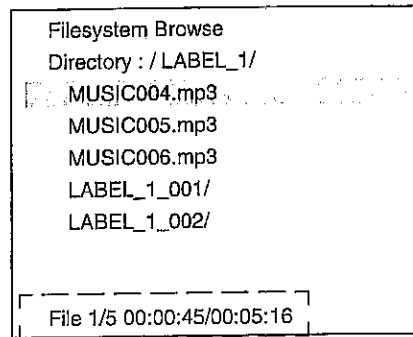 Filesystem Browse
Directory : / LABEL_1/
MUSIC004.mp3
MUSIC005.mp3
MUSIC006.mp3
LABEL_1_001/
LABEL_1_002/
File 1/5 00:00:45/00:05:16